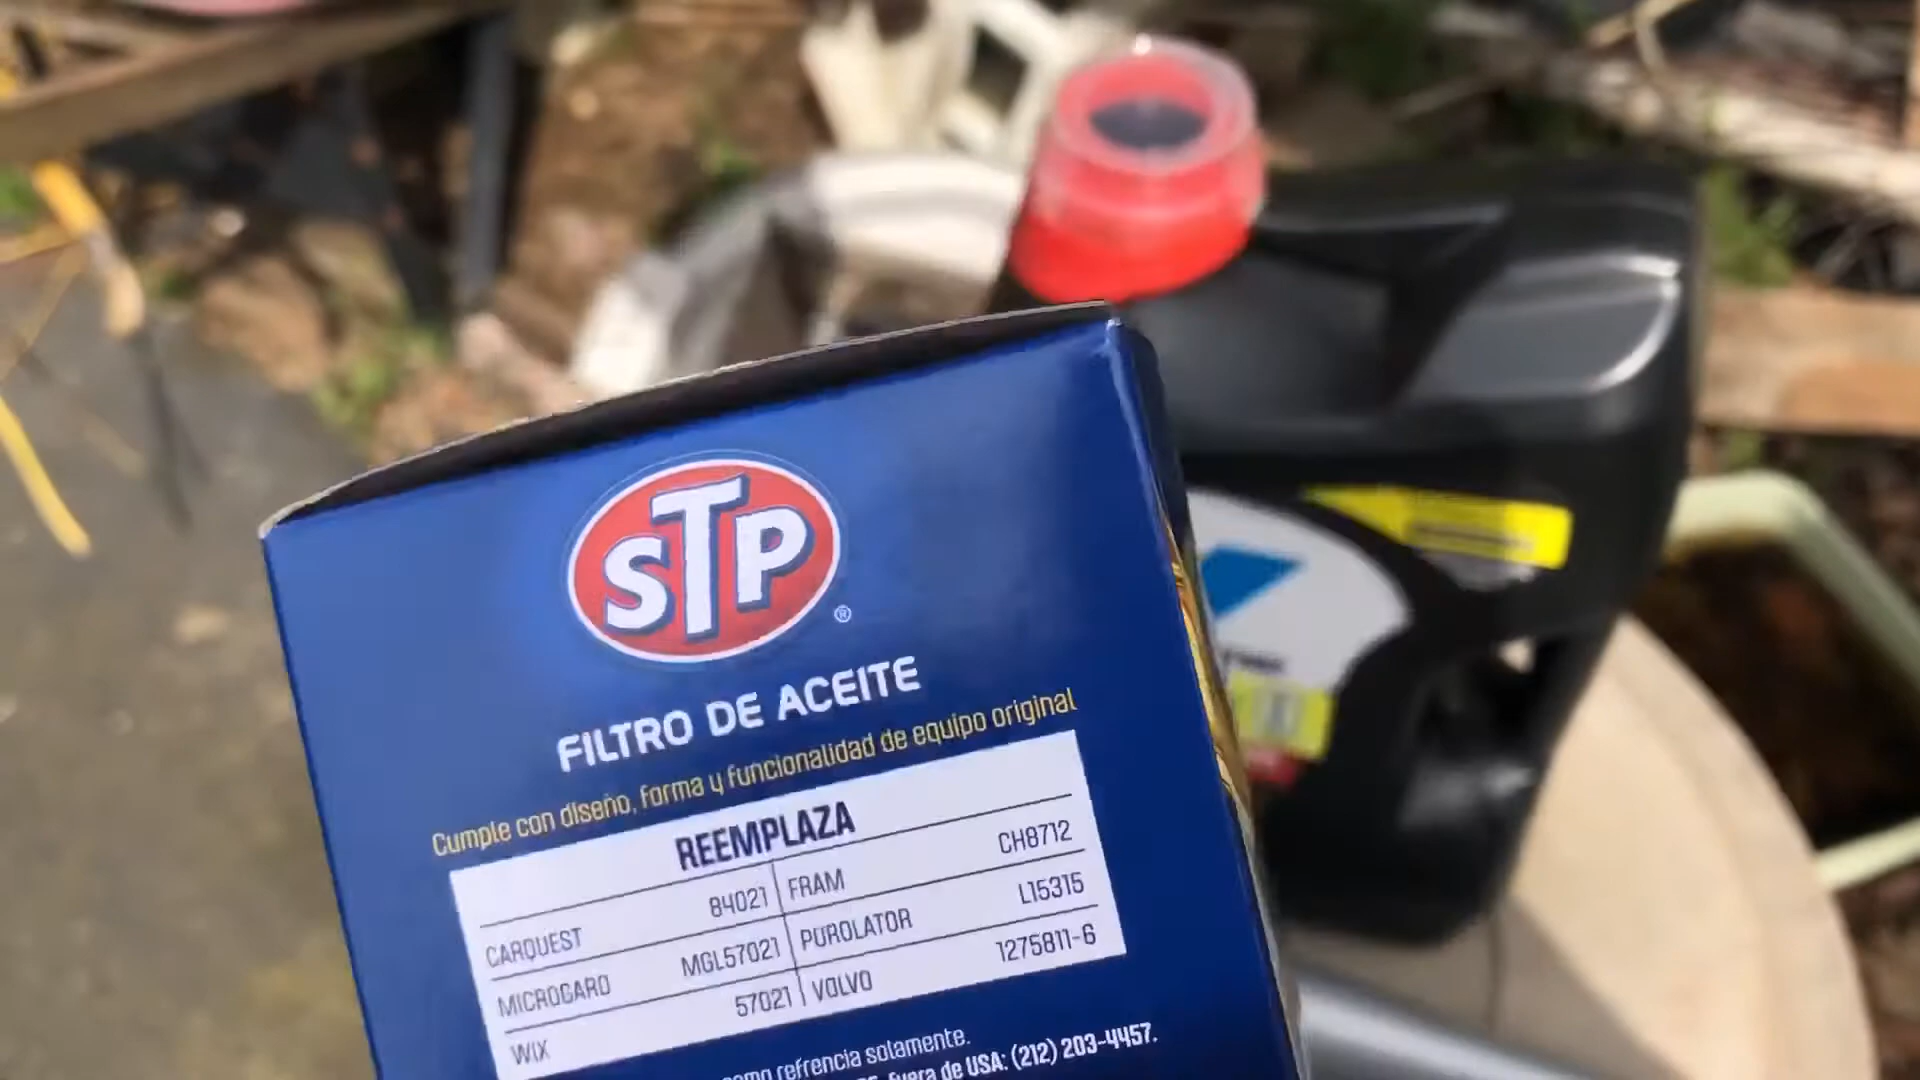 STP
®
FILTRO DE ACEITE
Cumple con diseño, forma y funcionalidad de equipo original
REEMPLAZA
CARQUEST 84021 FRAM CH8712
MICROGARD MGL57021 PUROLATOR L15315
WIX 57021 VOLVO 1275811-6
como refrencia solamente.
fuera de USA: (212) 203-4457.